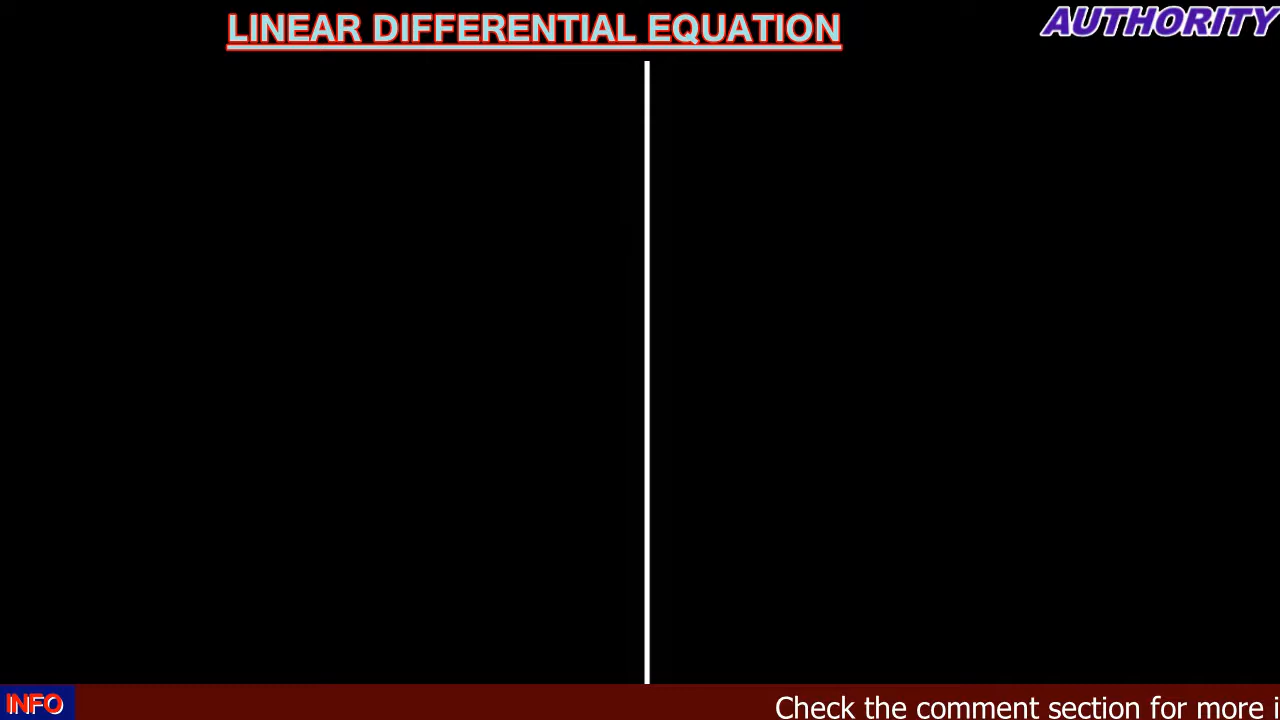 LINEAR DIFFERENTIAL EQUATION
AUTHORITY
INFO
Check the comment section for more i